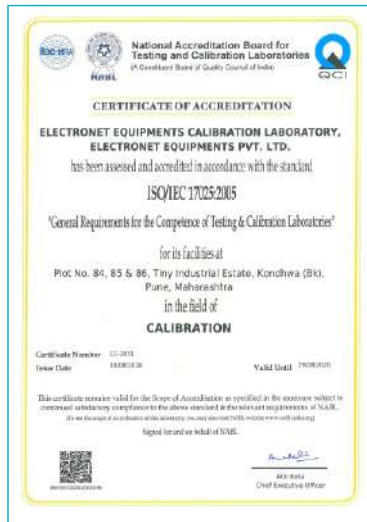 National Accreditation Board for
Testing and Calibration Laboratories
(A Constituent Board of Quality Council of India)
NABL
QCI
CERTIFICATE OF ACCREDITATION
ELECTRONET EQUIPMENTS CALIBRATION LABORATORY,
ELECTRONET EQUIPMENTS PVT. LTD.
has been assessed and accredited in accordance with the standard
ISO/IEC 17025:2005
"General Requirements for the Competence of Testing & Calibration Laboratories"
for its facilities at
Plot No. 84, 85 & 86, Tiny Industrial Estate, Kondhwa (Bk),
Pune, Maharashtra
in the field of
CALIBRATION
Certificate Number
Issue Date
Valid Until
This certificate remains valid for the Scope of Accreditation as specified in the annexure subject to
continued satisfactory compliance to the above standard & the relevant requirements of NABL.
Signed for and on behalf of NABL
Chief Executive Officer